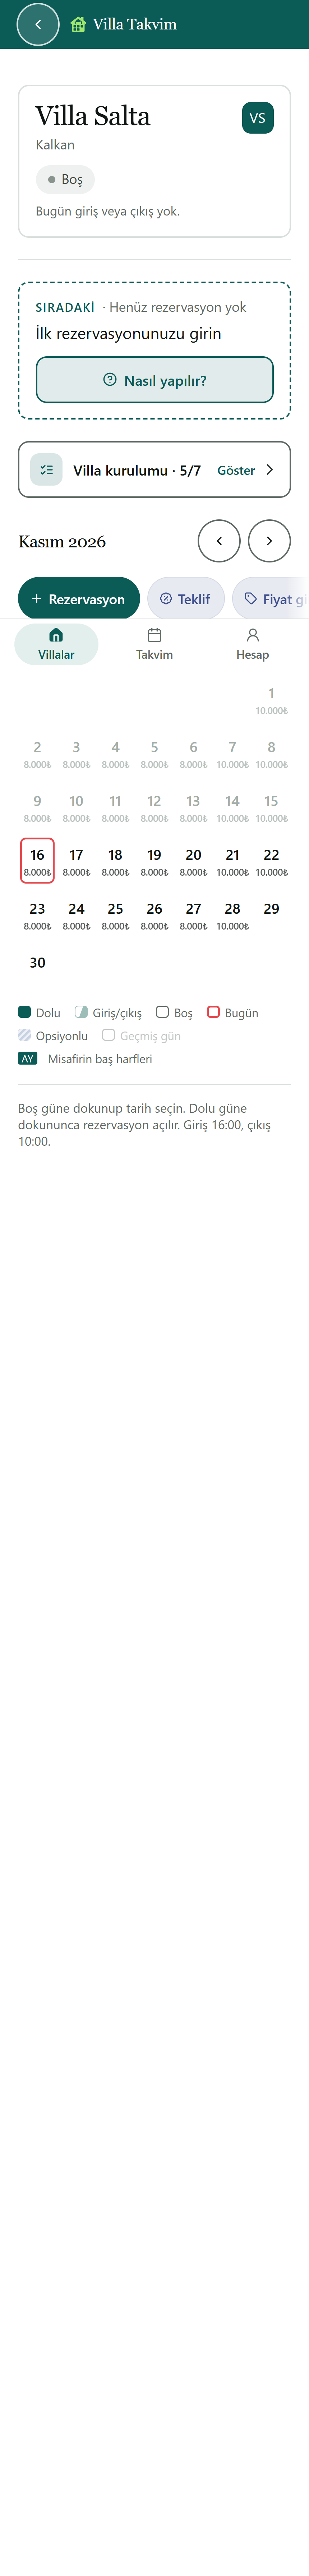 Villa Takvim
Villa Salta
VS
Kalkan
Boş
Bugün giriş veya çıkış yok.
SIRADAKİ · Henüz rezervasyon yok
İlk rezervasyonunuzu girin
Nasıl yapılır?
Villa kurulumu · 5/7 Göster
Kasım 2026
+ Rezervasyon Teklif Fiyat gi
Villalar Takvim Hesap
1
10.000₺
2 3 4 5 6 7 8
8.000₺ 8.000₺ 8.000₺ 8.000₺ 8.000₺ 10.000₺ 10.000₺
9 10 11 12 13 14 15
8.000₺ 8.000₺ 8.000₺ 8.000₺ 8.000₺ 10.000₺ 10.000₺
16 17 18 19 20 21 22
8.000₺ 8.000₺ 8.000₺ 8.000₺ 8.000₺ 10.000₺ 10.000₺
23 24 25 26 27 28 29
8.000₺ 8.000₺ 8.000₺ 8.000₺ 8.000₺ 10.000₺
30
Dolu Giriş/çıkış Boş Bugün
Opsiyonlu Geçmiş gün
AY Misafirin baş harfleri
Boş güne dokunup tarih seçin. Dolu güne
dokununca rezervasyon açılır. Giriş 16:00, çıkış
10:00.